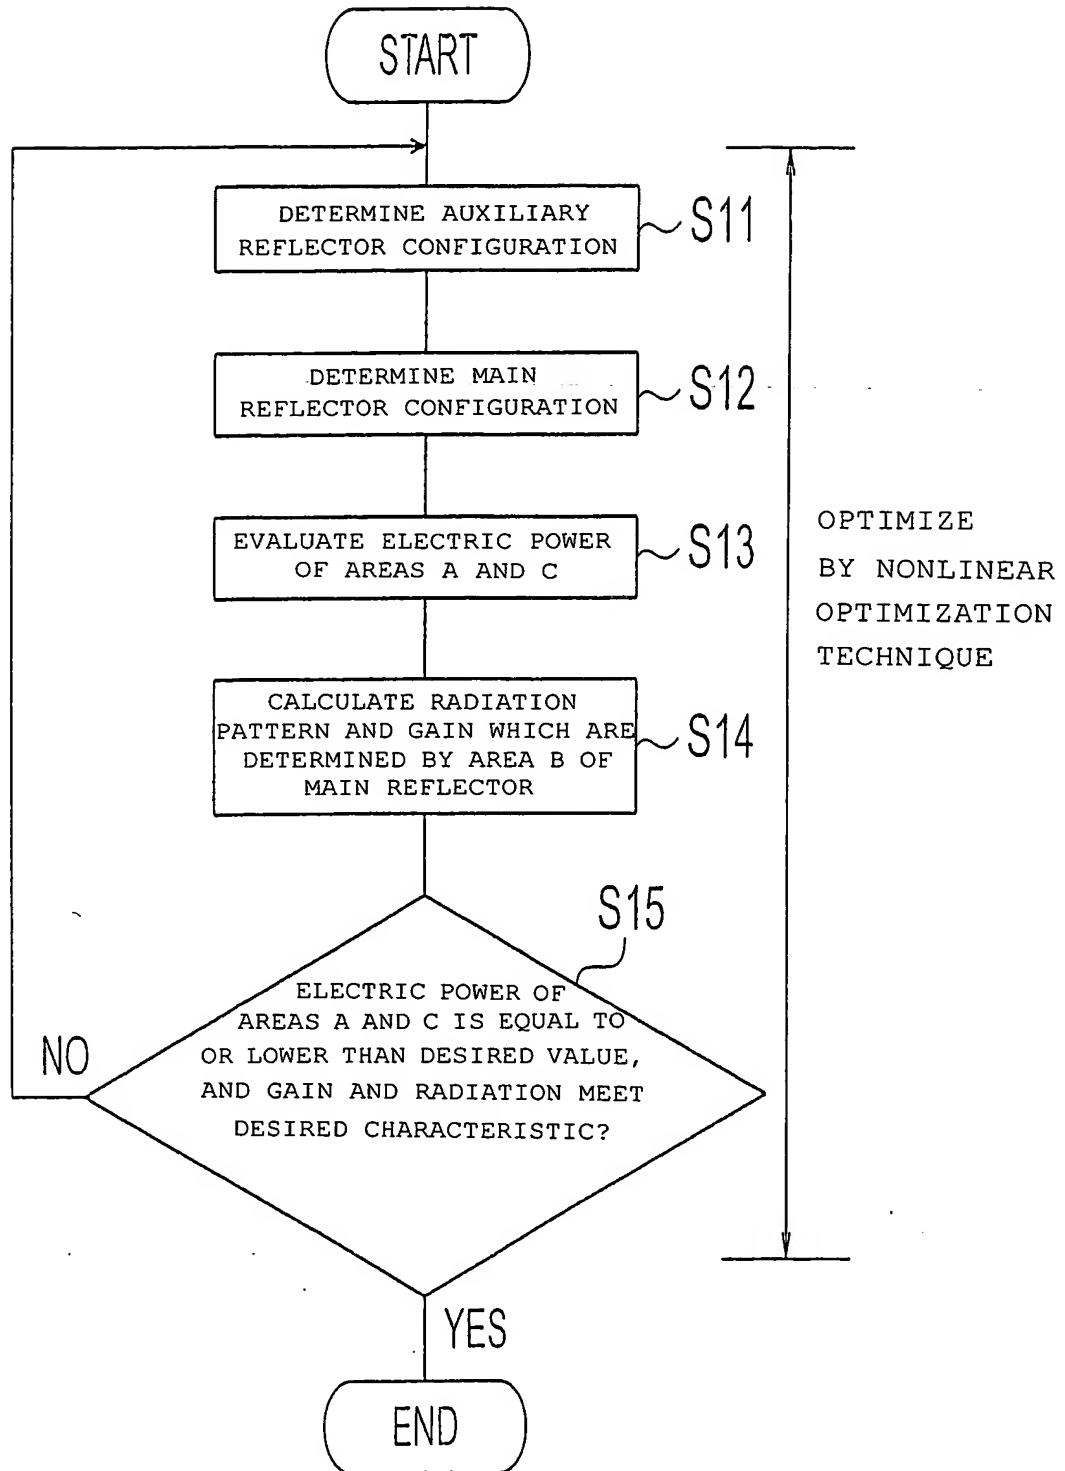 START
DETERMINE AUXILIARY
REFLECTOR CONFIGURATION
S11
DETERMINE MAIN
REFLECTOR CONFIGURATION
S12
EVALUATE ELECTRIC POWER
OF AREAS A AND C
S13
OPTIMIZE
BY NONLINEAR
OPTIMIZATION
TECHNIQUE
CALCULATE RADIATION
PATTERN AND GAIN WHICH ARE
DETERMINED BY AREA B OF
MAIN REFLECTOR
S14
S15
ELECTRIC POWER OF
AREAS A AND C IS EQUAL TO
OR LOWER THAN DESIRED VALUE,
AND GAIN AND RADIATION MEET
DESIRED CHARACTERISTIC?
NO
YES
END